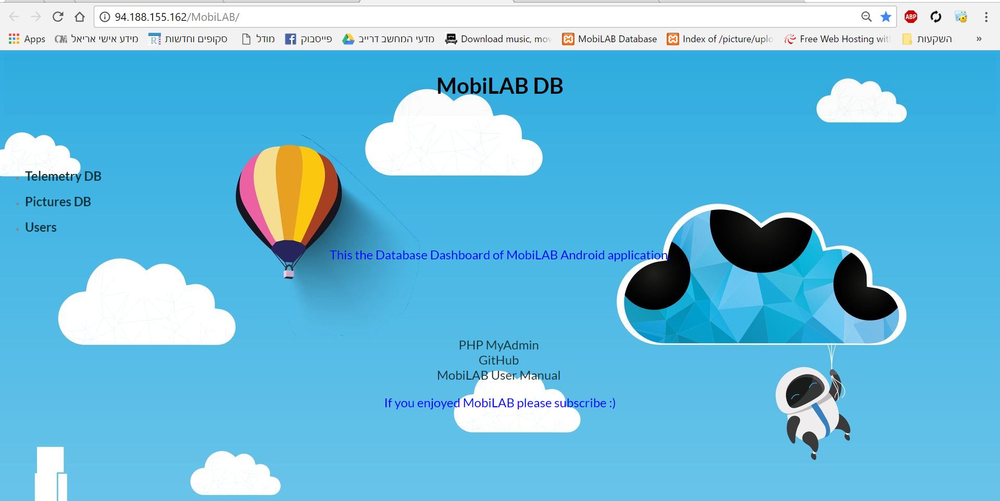 94.188.155.162/MobiLAB/
ABP
Apps
מידע אישי אריאל
סקופים וחדשות
מודל
פייסבוק
מדעי המחשב דרייב
Download music, mov
MobiLAB Database
Index of /picture/uplo
Free Web Hosting wit
השקעות
»
MobiLAB DB
Telemetry DB
Pictures DB
Users
This the Database Dashboard of MobiLAB Android application.
PHP MyAdmin
GitHub
MobiLAB User Manual
If you enjoyed MobiLAB please subscribe :)